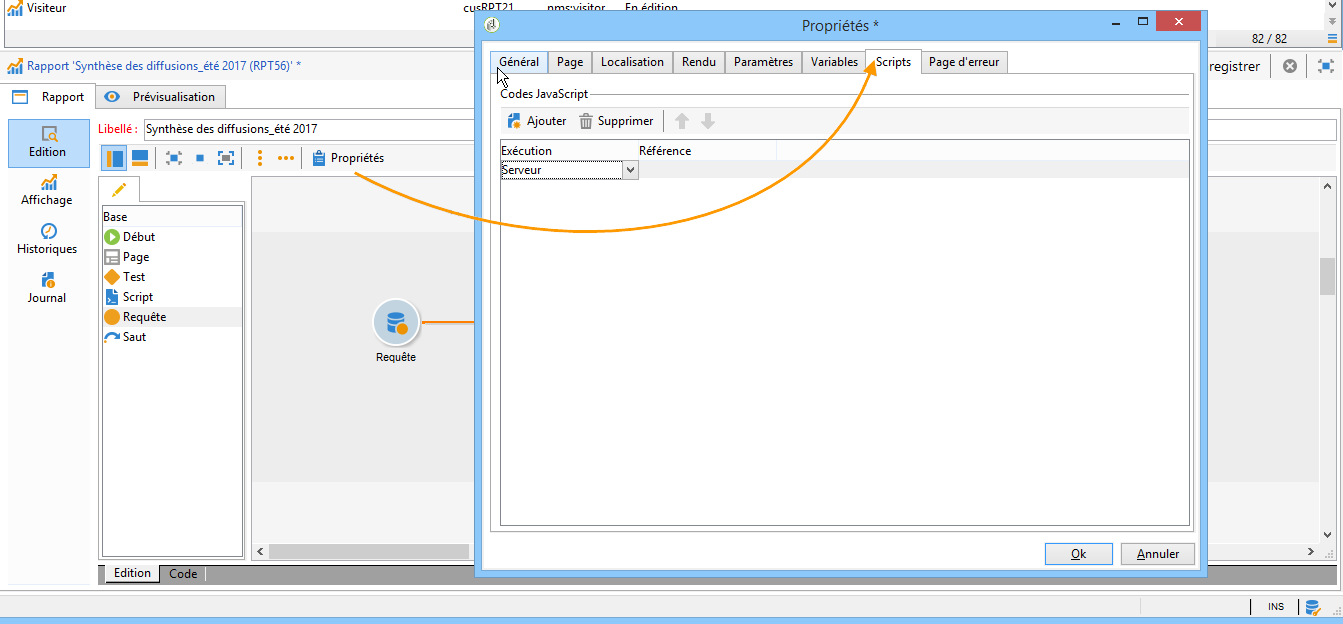 Visiteur
cusRPT21 nms:visitor En édition
82 / 82
Rapport 'Synthèse des diffusions_été 2017 (RPT56)' *
registrer
Rapport
Prévisualisation
Libellé :
Synthèse des diffusions_été 2017
Propriétés
Edition
Affichage
Historiques
Journal
Base
Début
Page
Test
Script
Requête
Saut
Requête
Edition
Code
Propriétés *
Général
Page
Localisation
Rendu
Paramètres
Variables
Scripts
Page d'erreur
Codes JavaScript
Ajouter
Supprimer
Exécution
Référence
Serveur
Ok
Annuler
INS